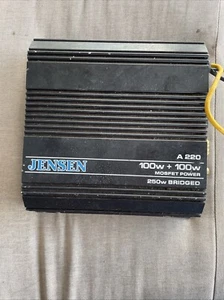 A 220
JENSEN
100w + 100w
MOSFET POWER
250w BRIDGED